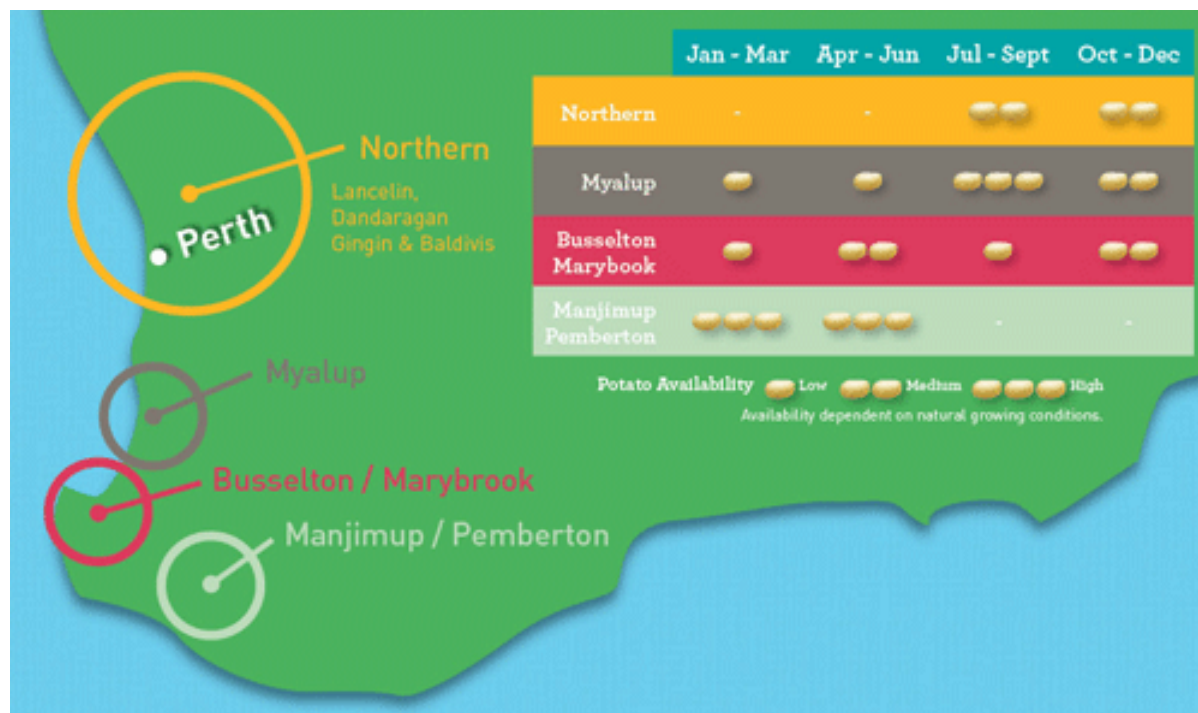 Jan - Mar Apr - Jun Jul - Sept Oct - Dec
Northern - -
Myalup
Busselton
Marybook
Manjimup
Pemberton - -
Potato Availability Low Medium High
Availability dependent on natural growing conditions.
Northern
Lancelin,
Dandaragan
Gingin & Baldivis
Perth
Myalup
Busselton / Marybrook
Manjimup / Pemberton